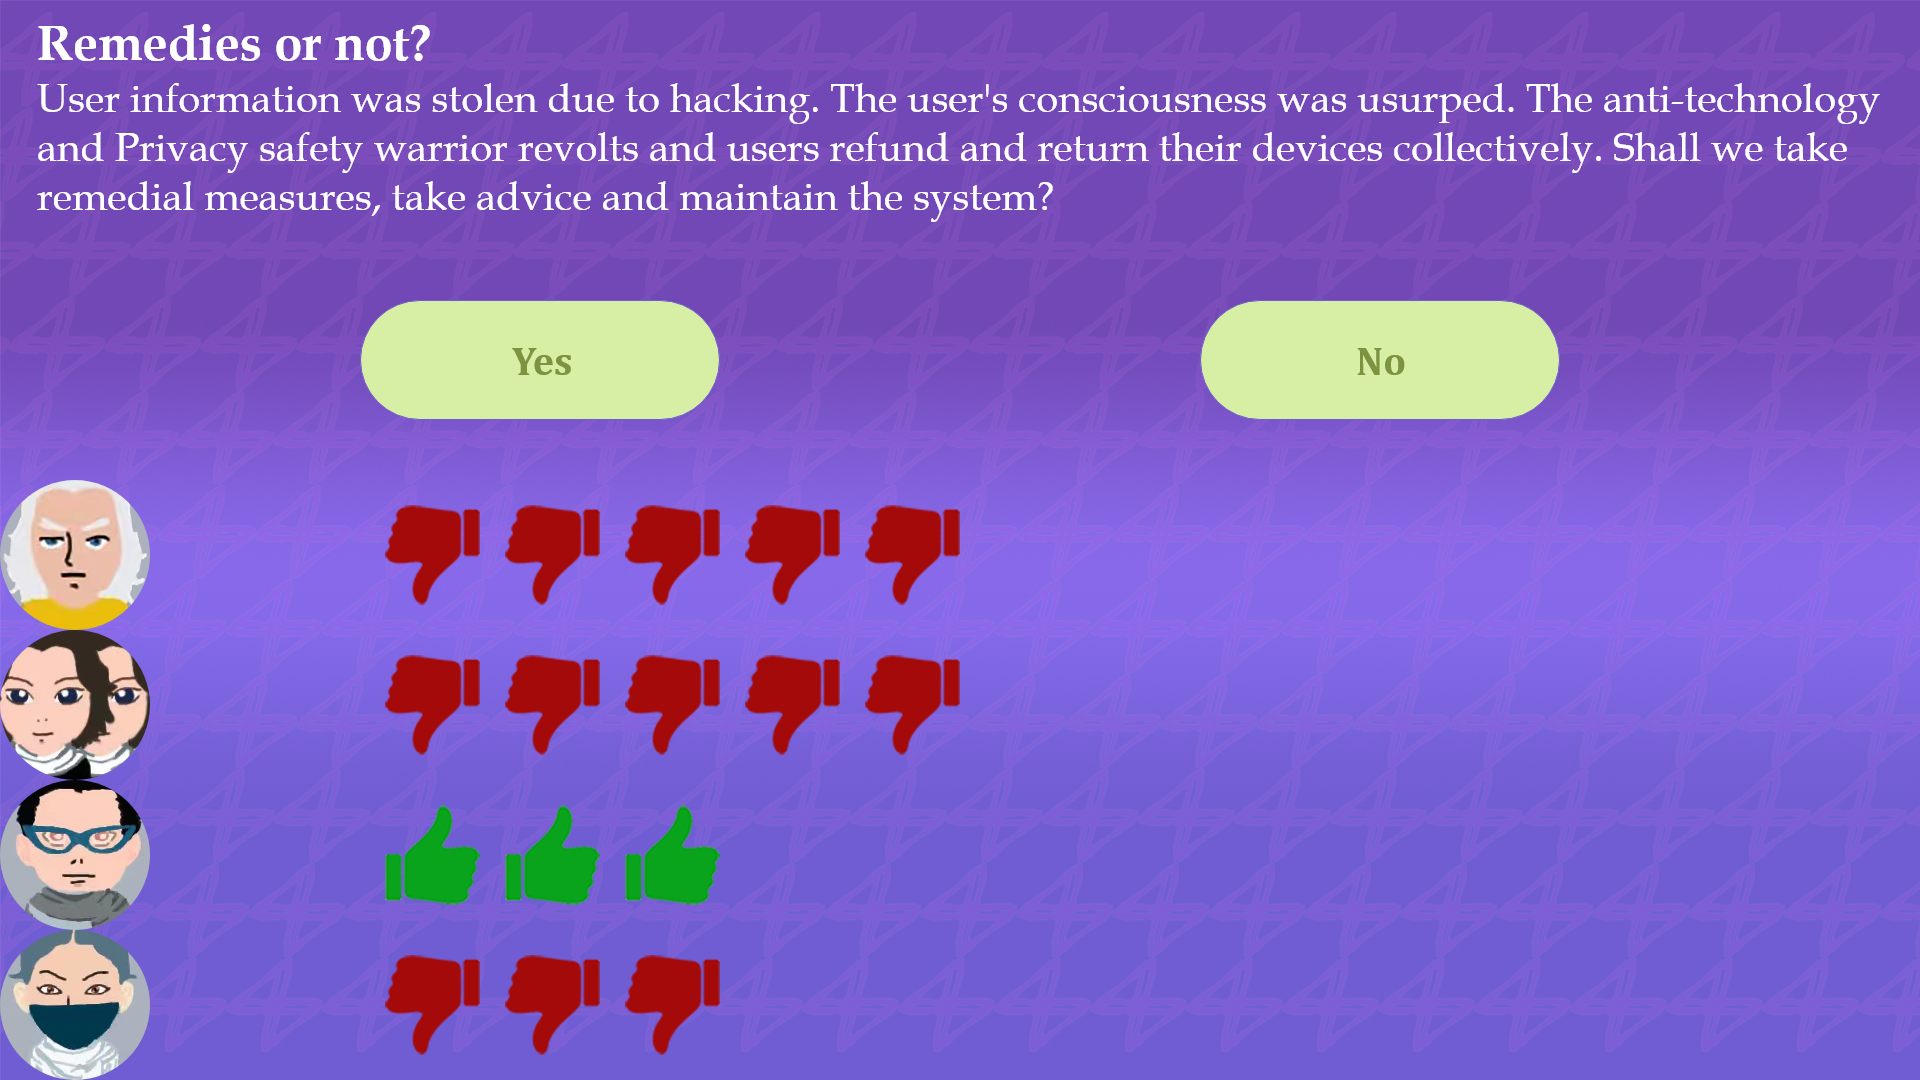 Remedies or not?
User information was stolen due to hacking. The user's consciousness was usurped. The anti-technology
and Privacy safety warrior revolts and users refund and return their devices collectively. Shall we take
remedial measures, take advice and maintain the system?
Yes
No